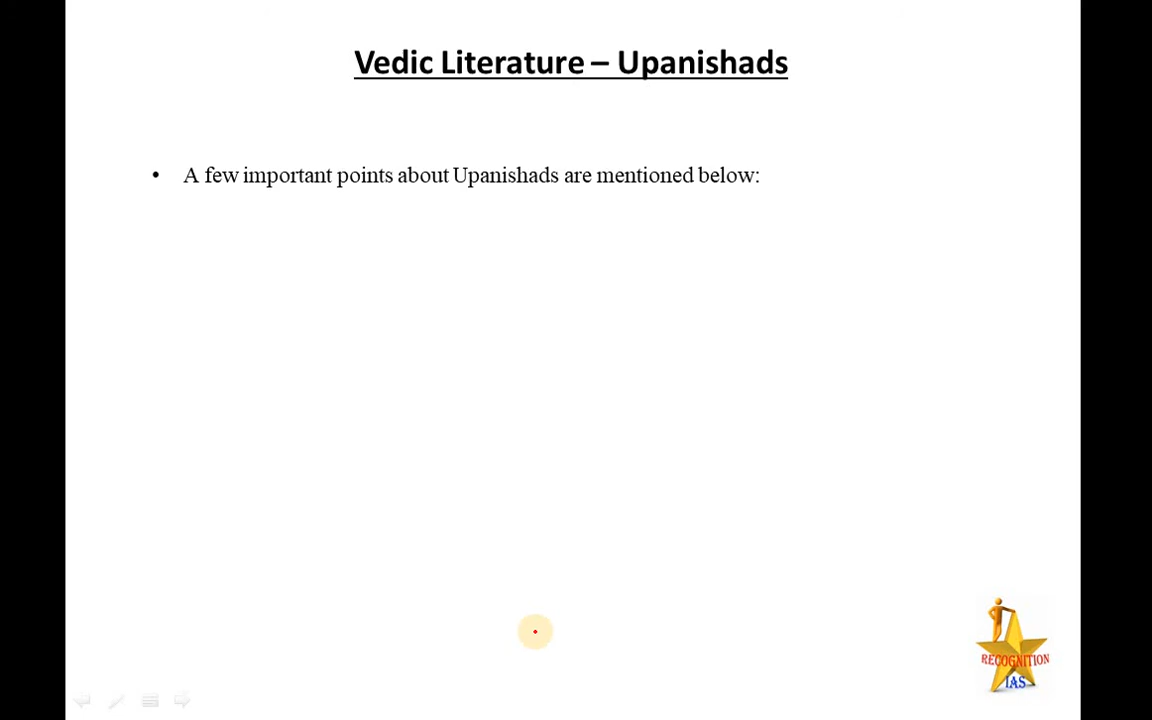 Vedic Literature – Upanishads
• A few important points about Upanishads are mentioned below:
RECOGNITION
IAS